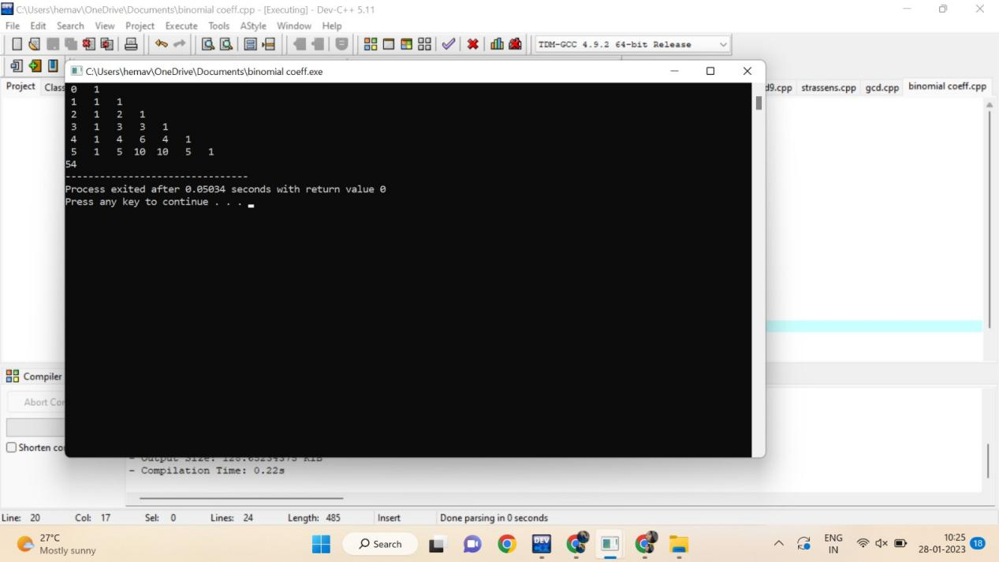 C:\Users\hemav\OneDrive\Documents\binomial coeff.cpp - [Executing] - Dev-C++ 5.11
File Edit Search View Project Execute Tools AStyle Window Help
TDM-GCC 4.9.2 64-bit Release
C:\Users\hemav\OneDrive\Documents\binomial coeff.exe
Project Clas d9.cpp strassens.cpp gcd.cpp binomial coeff.cpp
0 1
1 1 1
2 1 2 1
3 1 3 3 1
4 1 4 6 4 1
5 1 5 10 10 5 1
54
--------------------------------
Process exited after 0.05034 seconds with return value 0
Press any key to continue . . .
Compiler
Abort Co
Shorten co
- Output Size: 128.65234375 KiB
- Compilation Time: 0.22s
Line: 20 Col: 17 Sel: 0 Lines: 24 Length: 485 Insert Done parsing in 0 seconds
27°C
Mostly sunny
Search
DEV
ENG
IN
10:25
28-01-2023
18